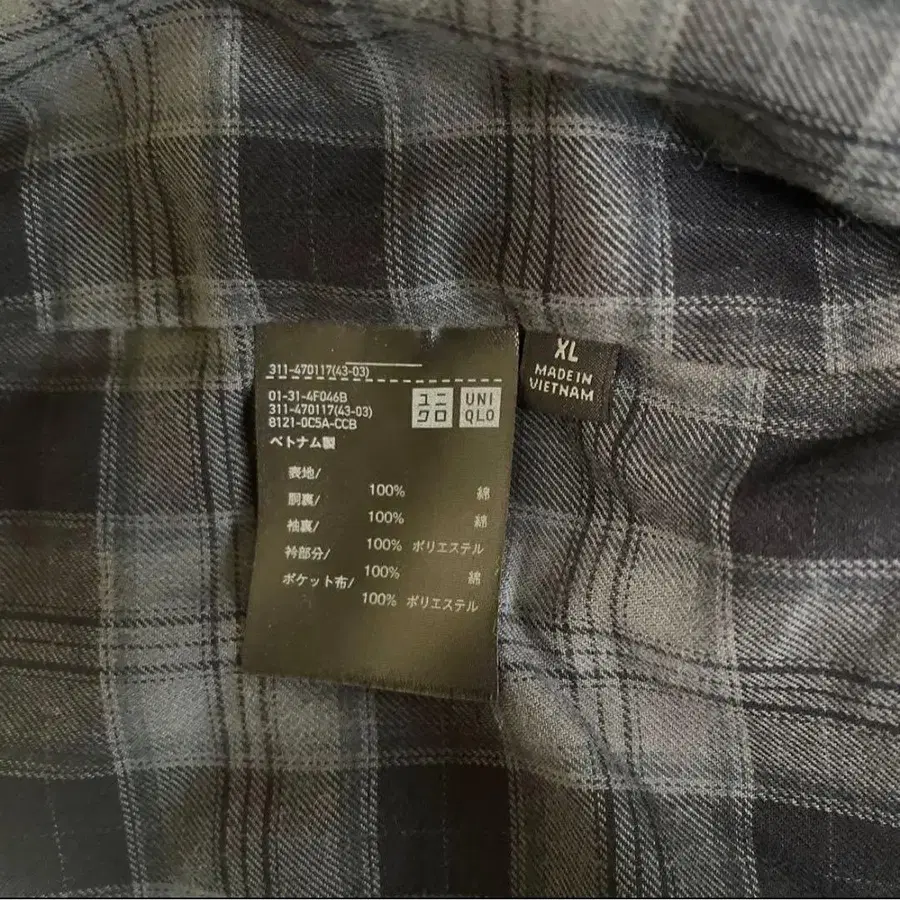 311-470117(43-03)
01-31-4F046B
311-470117(43-03)
8121-0C5A-CCB
ユニ
クロ
UNI
QLO
ベトナム製
表地/
100% 綿
胴裏/
100% 綿
袖裏/
100% ポリエステル
衿部分/
100% 綿
ポケット布/
100% ポリエステル
XL
MADE IN
VIETNAM